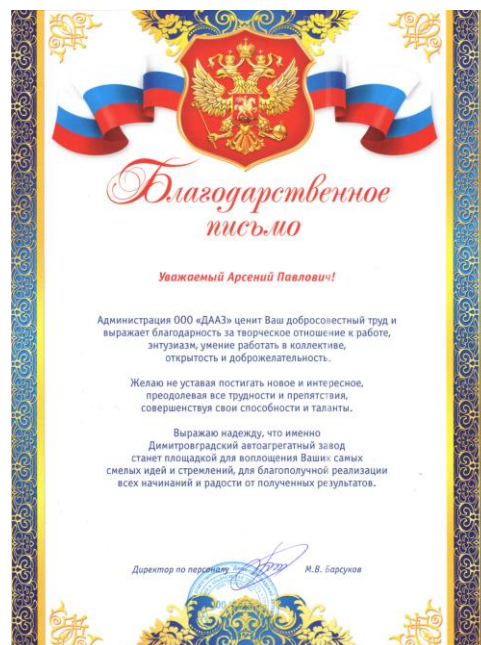 Благодарственное
письмо
Уважаемый Арсений Павлович!
Администрация ООО «ДААЗ» ценит Ваш добросовестный труд и
выражает благодарность за творческое отношение к работе,
энтузиазм, умение работать в коллективе,
открытость и доброжелательность.
Желаю не уставая постигать новое и интересное,
преодолевая все трудности и препятствия,
совершенствуя свои способности и таланты.
Выражаю надежду, что именно
Димитровградский автоагрегатный завод
станет площадкой для воплощения Ваших самых
смелых идей и стремлений, для благополучной реализации
всех начинаний и радости от полученных результатов.
Директор по персоналу М.В. Барсуков